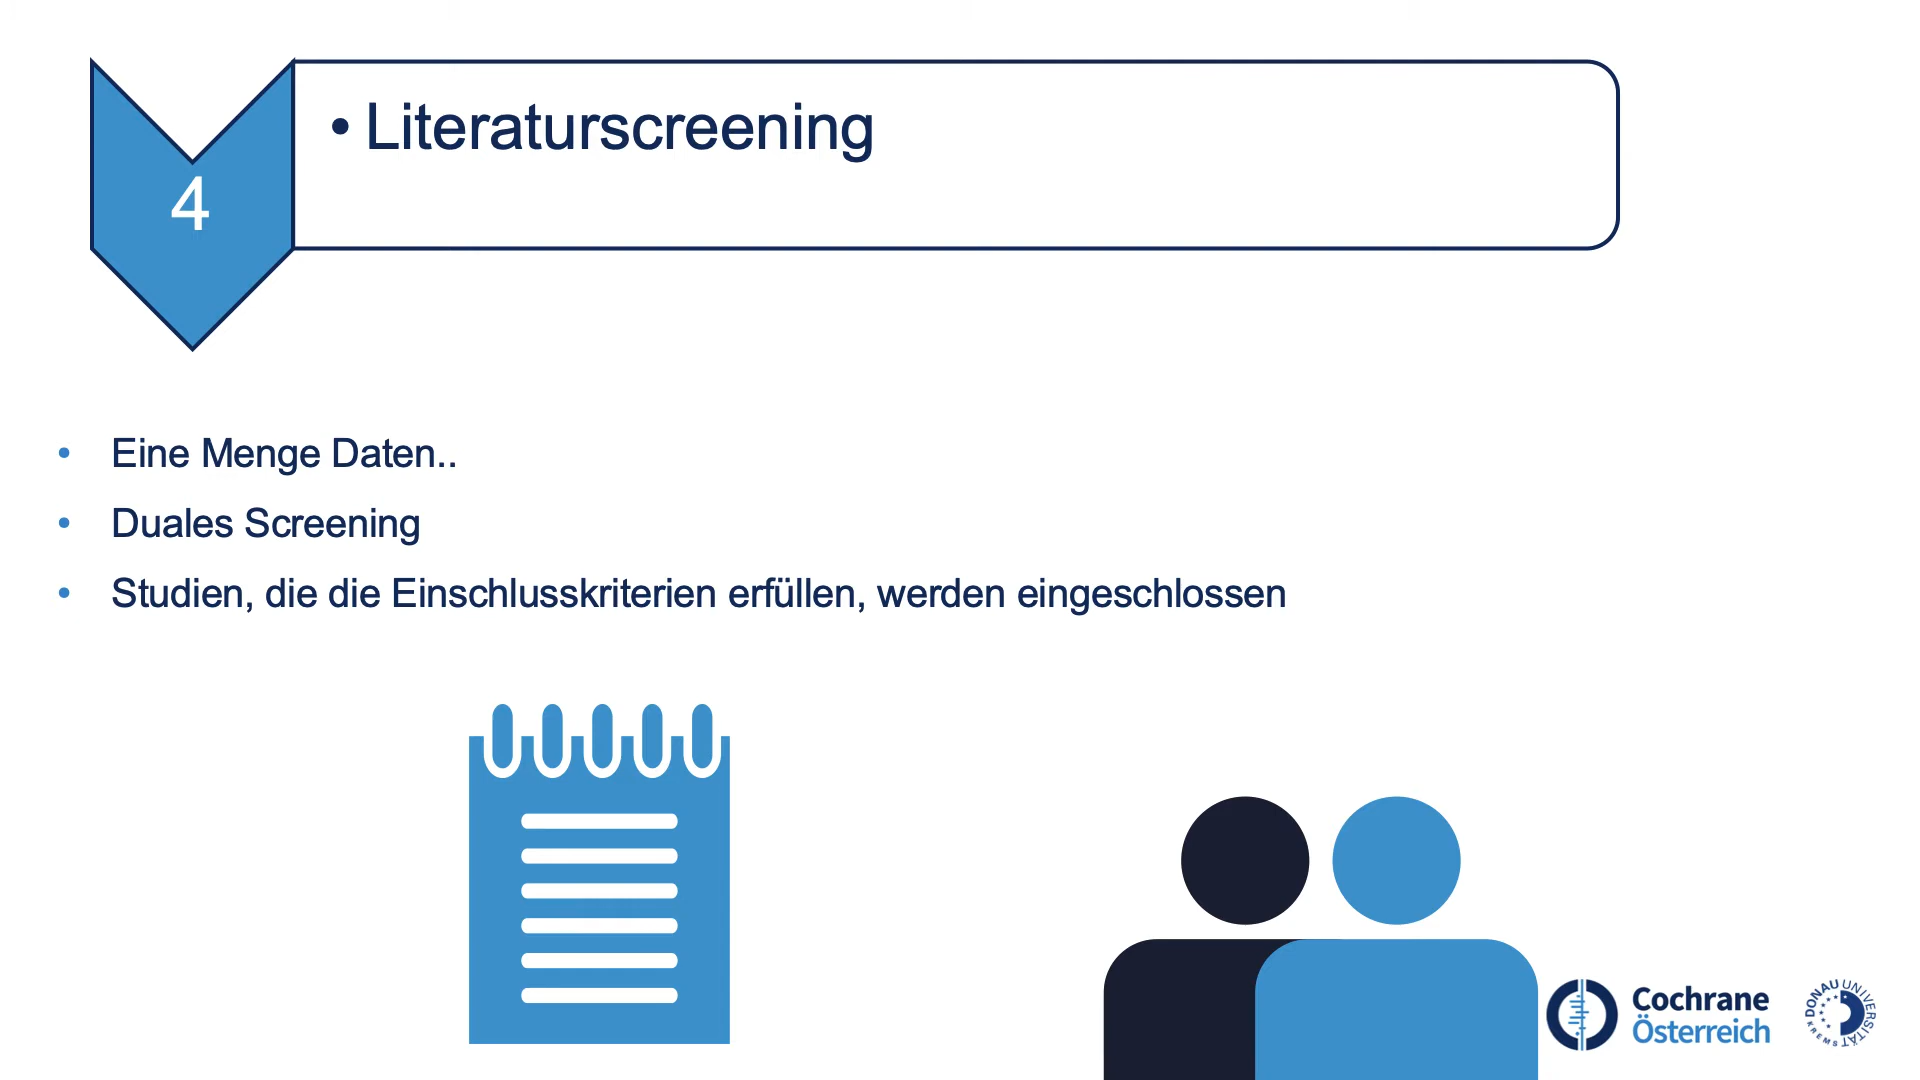 4
• Literaturscreening
• Eine Menge Daten..
• Duales Screening
• Studien, die die Einschlusskriterien erfüllen, werden eingeschlossen
Cochrane
Österreich
DONAU UNIVERSITÄT
KREMS